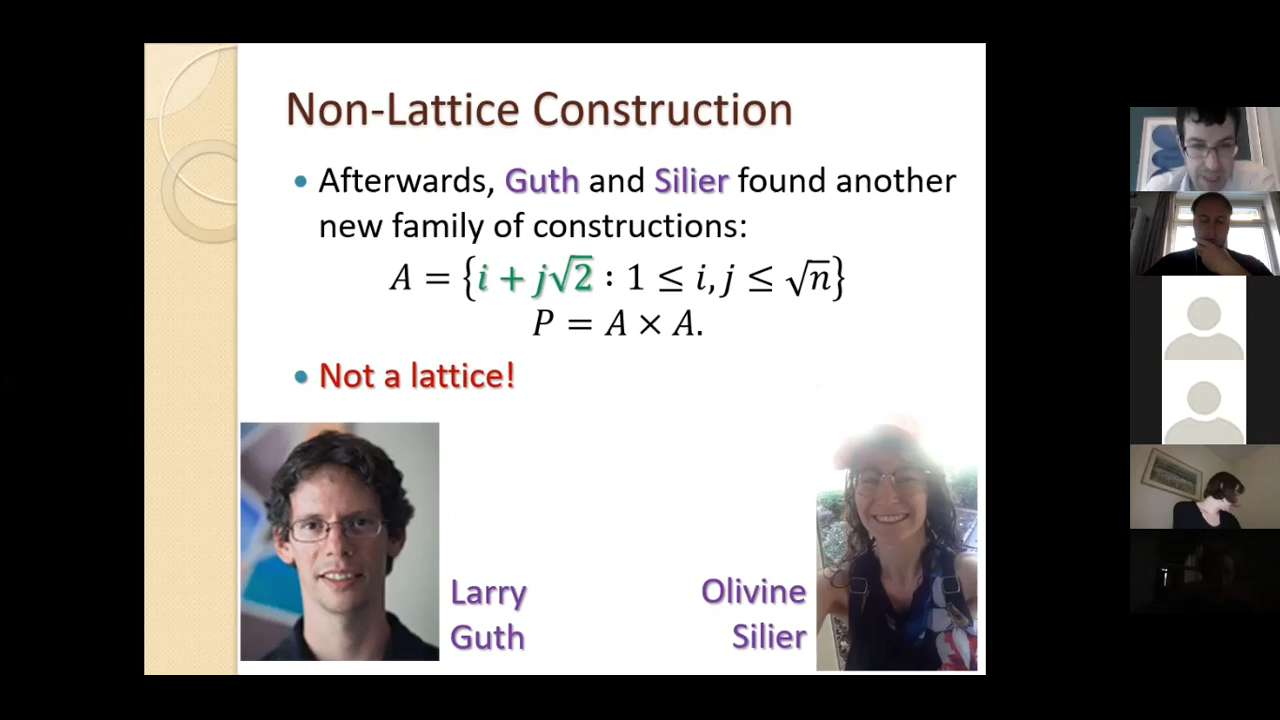 Non-Lattice Construction
• Afterwards, Guth and Silier found another
new family of constructions:
A = {i + j√2 : 1 ≤ i, j ≤ √n}
P = A × A.
• Not a lattice!
Larry
Guth
Olivine
Silier